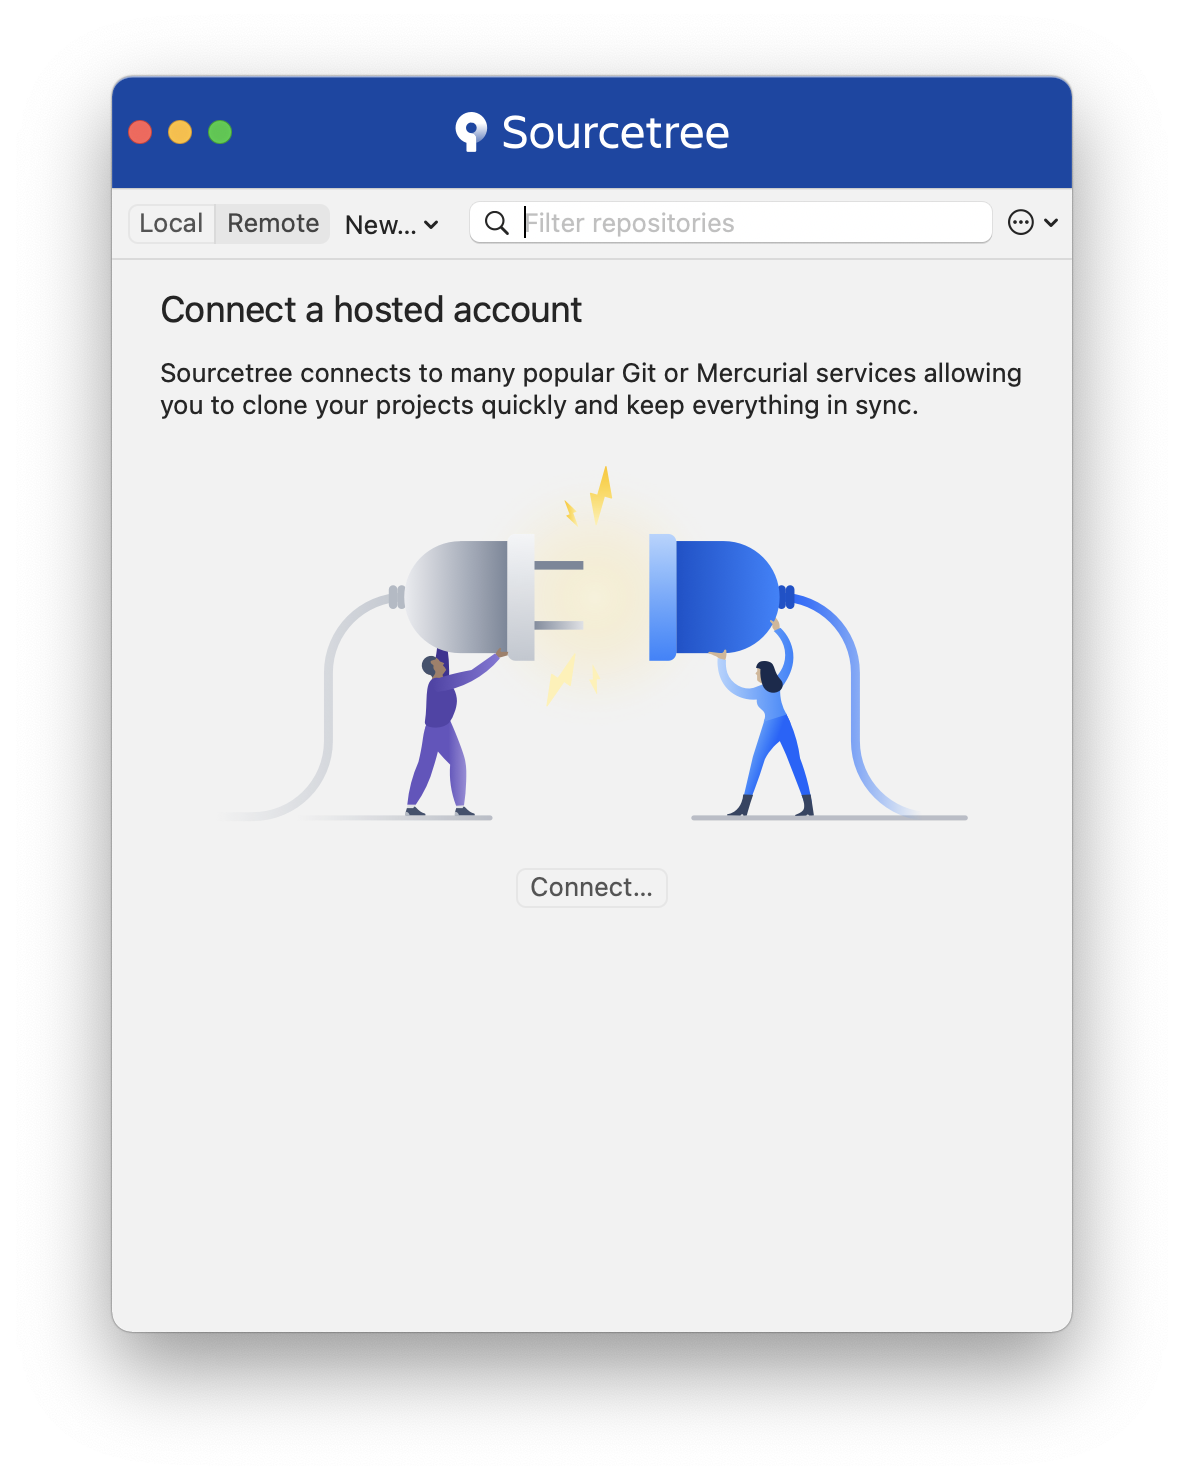 Sourcetree
Local Remote New... Filter repositories
Connect a hosted account
Sourcetree connects to many popular Git or Mercurial services allowing
you to clone your projects quickly and keep everything in sync.
Connect...